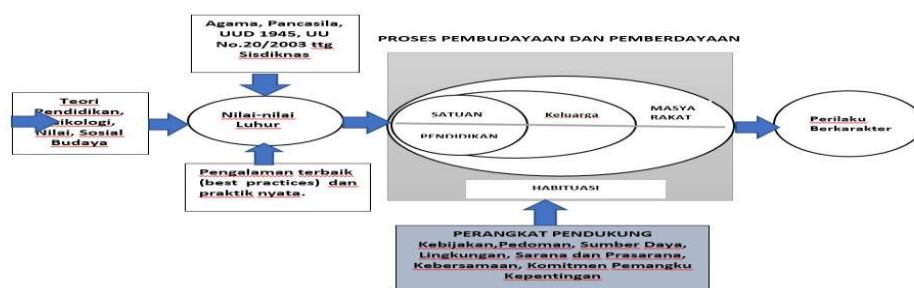 Agama, Pancasila,
UUD 1945, UU
No.20/2003 ttg
Sisdiknas
PROSES PEMBUDAYAAN DAN PEMBERDAYAAN
Teori
Pendidikan,
Psikologi,
Nilai, Sosial
Budaya
Nilai-nilai
Luhur
SATUAN
PENDIDIKAN
Keluarga
MASYA
RAKAT
Perilaku
Berkarakter
Pengalaman terbaik
(best practices) dan
praktik nyata.
HABITUASI
PERANGKAT PENDUKUNG
Kebijakan,Pedoman, Sumber Daya,
Lingkungan, Sarana dan Prasarana,
Kebersamaan, Komitmen Pemangku
Kepentingan